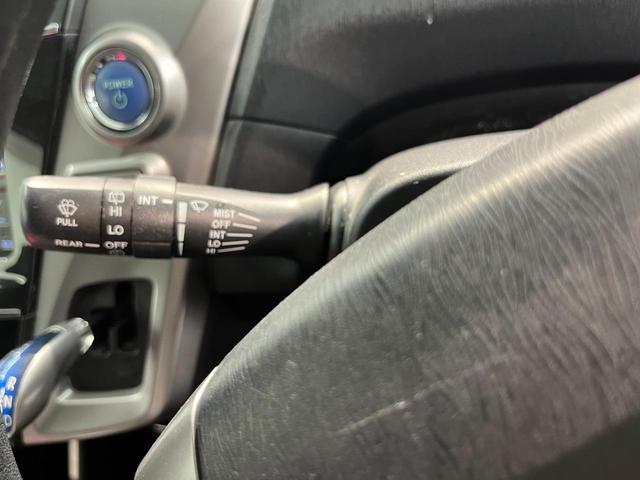 POWER
PULL
REAR
HI
LO
OFF
INT
MIST
OFF
INT
LO
HI
R
N
D